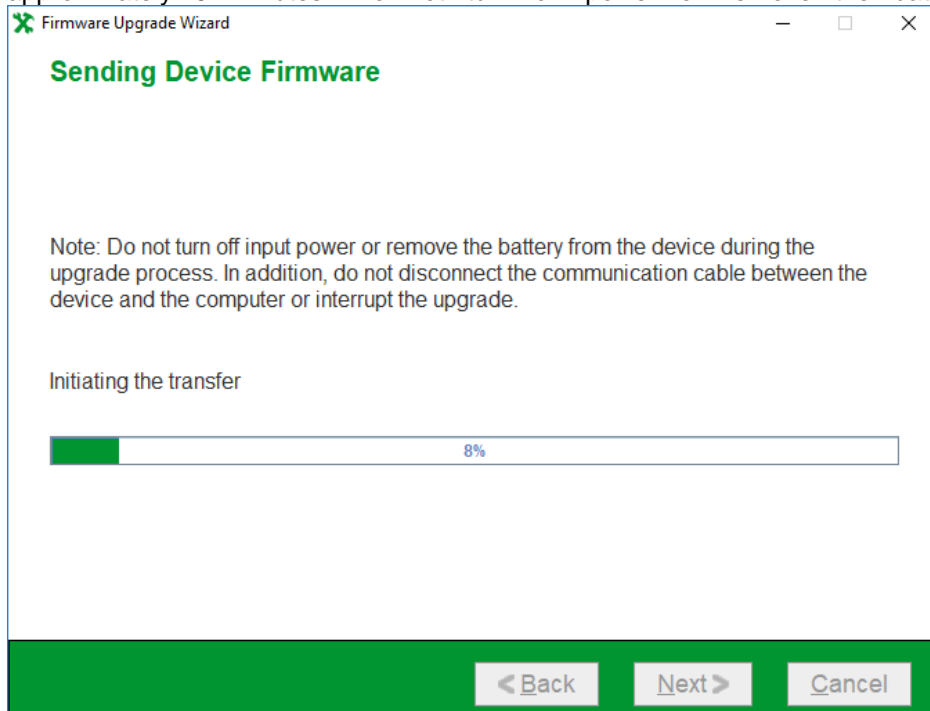 Firmware Upgrade Wizard
Sending Device Firmware
Note: Do not turn off input power or remove the battery from the device during the
upgrade process. In addition, do not disconnect the communication cable between the
device and the computer or interrupt the upgrade.
Initiating the transfer
8%
< Back
Next >
Cancel